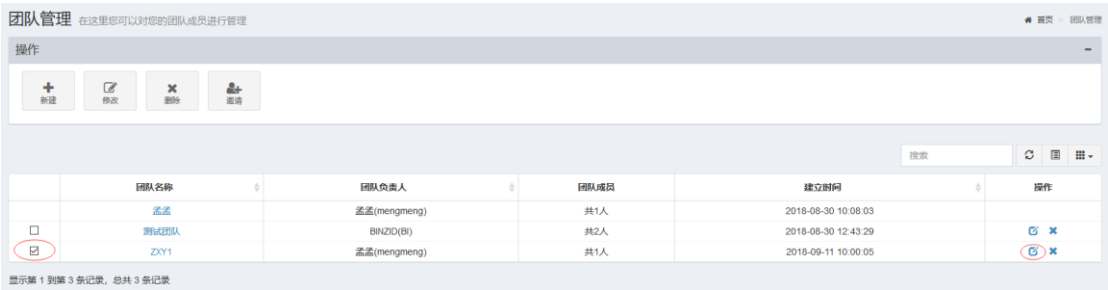 团队管理 在这里您可以对您的团队成员进行管理 首页 > 团队管理
操作
新建 修改 删除 邀请
搜索
团队名称 团队负责人 团队成员 建立时间 操作
孟孟 孟孟(mengmeng) 共1人 2018-08-30 10:08:03
测试团队 BINZID(BI) 共2人 2018-08-30 12:43:29
ZXY1 孟孟(mengmeng) 共1人 2018-09-11 10:00:05
显示第 1 到第 3 条记录，总共 3 条记录